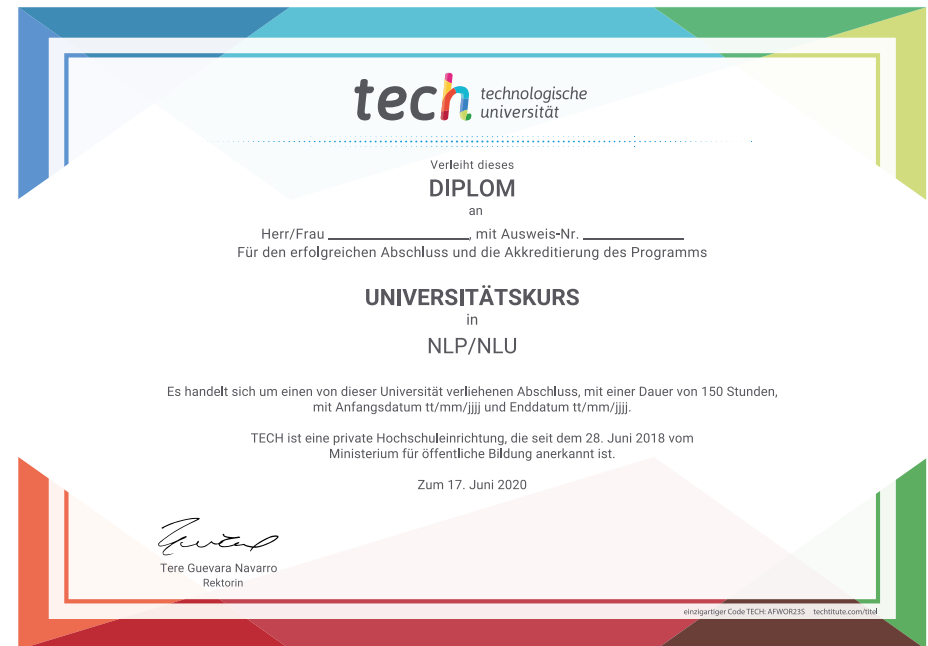 tech technologische
universität
Verleiht dieses
DIPLOM
an
Herr/Frau ____________________, mit Ausweis-Nr. ______________
Für den erfolgreichen Abschluss und die Akkreditierung des Programms
UNIVERSITÄTSKURS
in
NLP/NLU
Es handelt sich um einen von dieser Universität verliehenen Abschluss, mit einer Dauer von 150 Stunden,
mit Anfangsdatum tt/mm/jjjj und Enddatum tt/mm/jjjj.
TECH ist eine private Hochschuleinrichtung, die seit dem 28. Juni 2018 vom
Ministerium für öffentliche Bildung anerkannt ist.
Zum 17. Juni 2020
Tere Guevara Navarro
Rektorin
einzigartiger Code TECH: AFWOR23S techtitute.com/titel